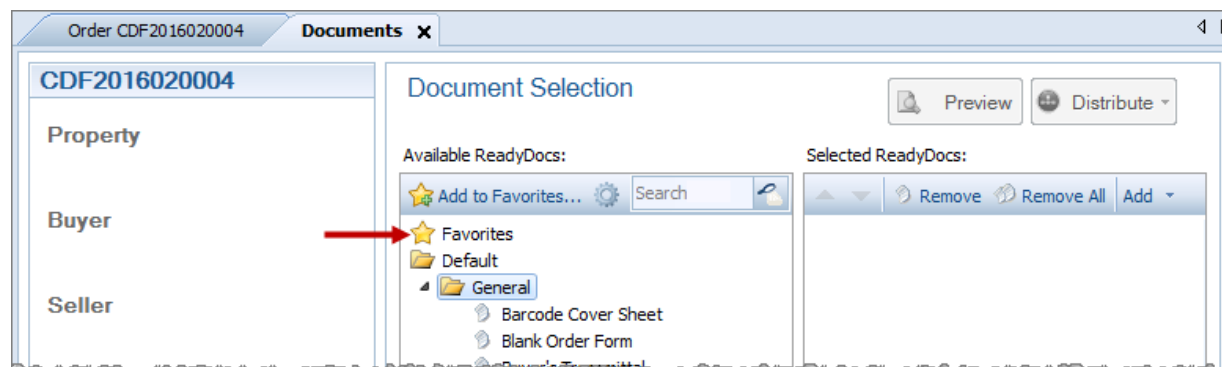 Order CDF2016020004
Documents
CDF2016020004
Property
Buyer
Seller
Document Selection
Preview
Distribute
Available ReadyDocs:
Add to Favorites...
Search
Favorites
Default
General
Barcode Cover Sheet
Blank Order Form
Selected ReadyDocs:
Remove
Remove All
Add